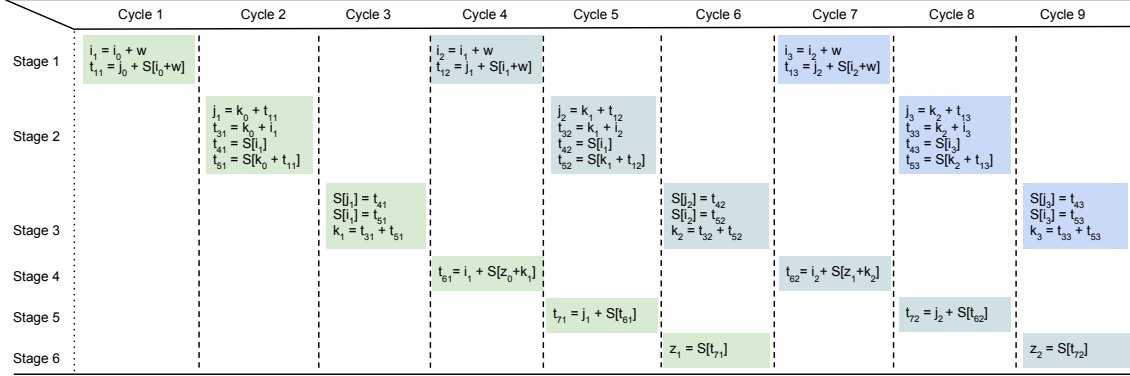 Cycle 1 Cycle 2 Cycle 3 Cycle 4 Cycle 5 Cycle 6 Cycle 7 Cycle 8 Cycle 9
Stage 1
i₁ = i₀ + w
t₁₁ = j₀ + S[i₀+w]
i₂ = i₁ + w
t₁₂ = j₁ + S[i₁+w]
i₃ = i₂ + w
t₁₃ = j₂ + S[i₂+w]
Stage 2
j₁ = k₀ + t₁₁
t₃₁ = k₀ + i₁
t₄₁ = S[i₁]
t₅₁ = S[k₀ + t₁₁]
j₂ = k₁ + t₁₂
t₃₂ = k₁ + i₂
t₄₂ = S[i₁]
t₅₂ = S[k₁ + t₁₂]
j₃ = k₂ + t₁₃
t₃₃ = k₂ + i₃
t₄₃ = S[i₃]
t₅₃ = S[k₂ + t₁₃]
Stage 3
S[j₁] = t₄₁
S[i₁] = t₅₁
k₁ = t₃₁ + t₅₁
S[j₂] = t₄₂
S[i₂] = t₅₂
k₂ = t₃₂ + t₅₂
S[j₃] = t₄₃
S[i₃] = t₅₃
k₃ = t₃₃ + t₅₃
Stage 4
t₆₁ = i₁ + S[z₀+k₁]
t₆₂ = i₂ + S[z₁+k₂]
Stage 5
t₇₁ = j₁ + S[t₆₁]
t₇₂ = j₂ + S[t₆₂]
Stage 6
z₁ = S[t₇₁]
z₂ = S[t₇₂]